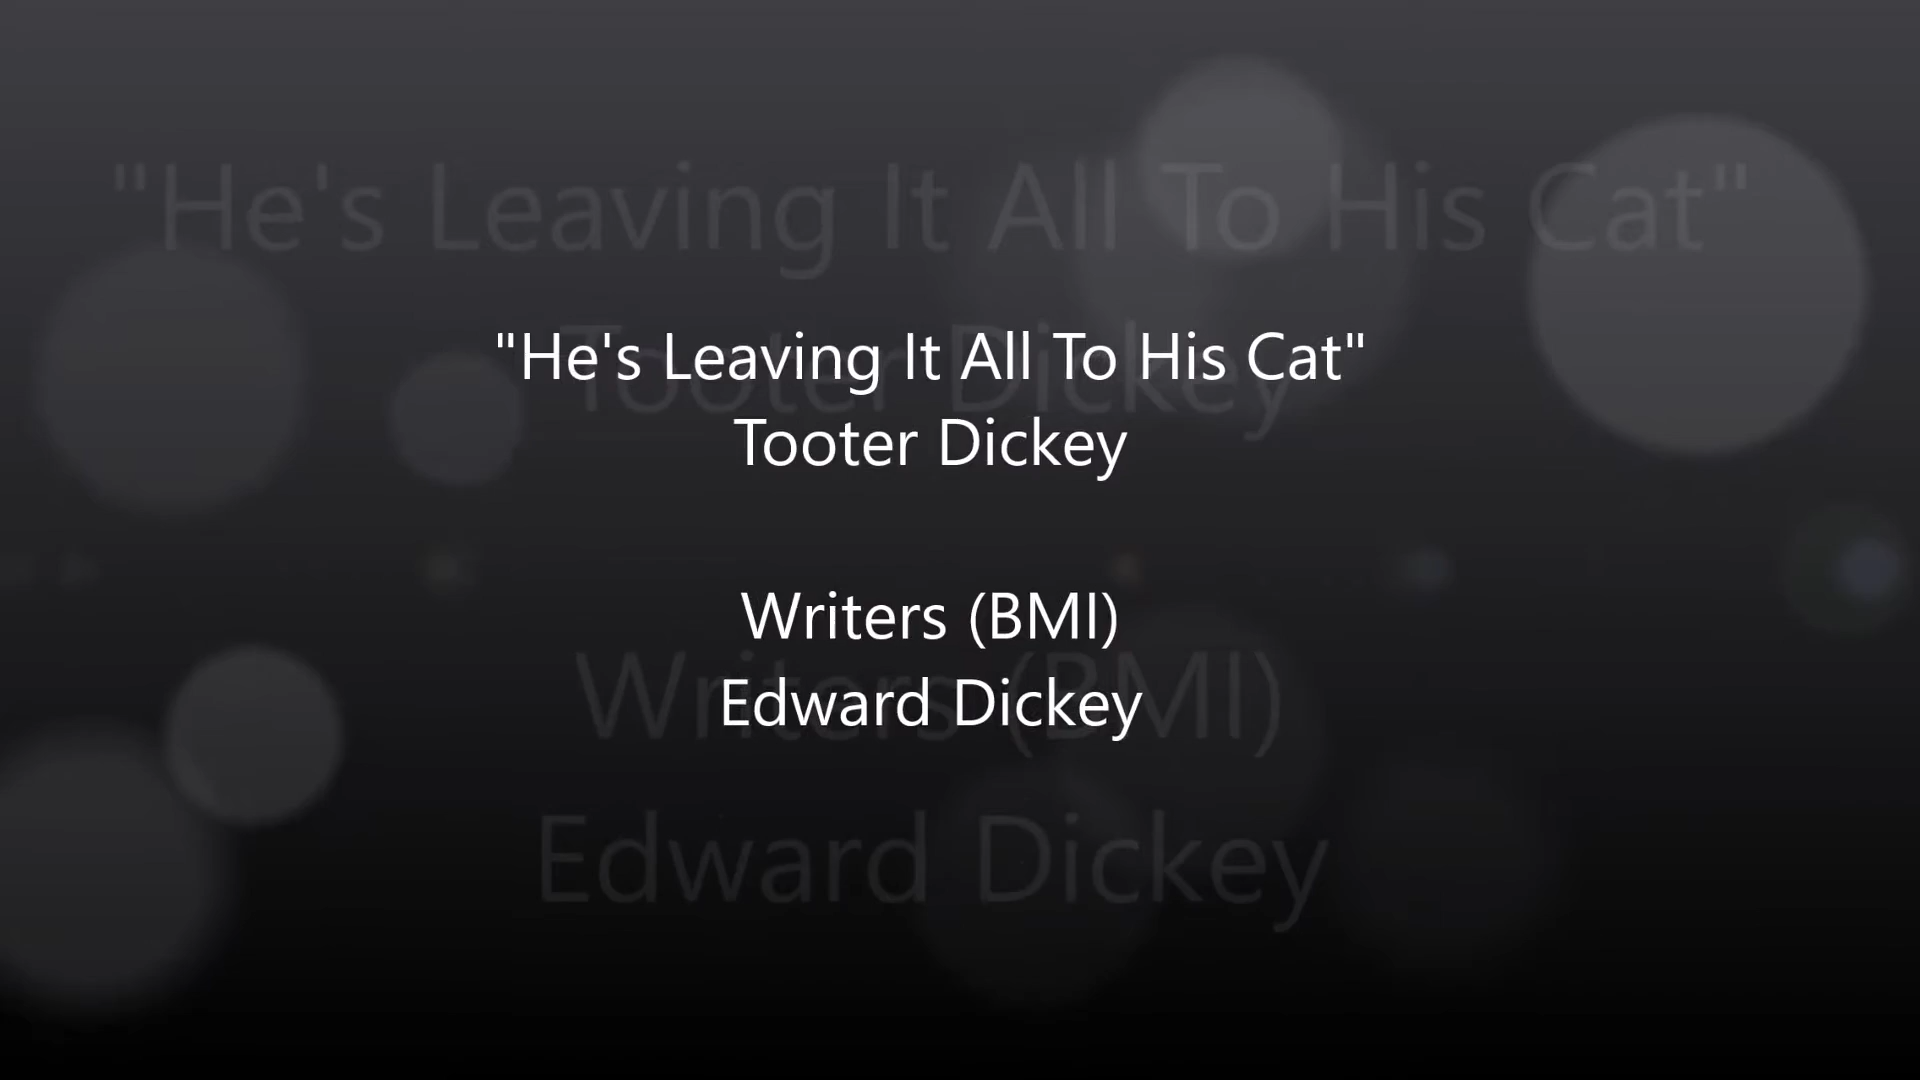 "He's Leaving It All To His Cat"
Tooter Dickey
Writers (BMI)
Edward Dickey